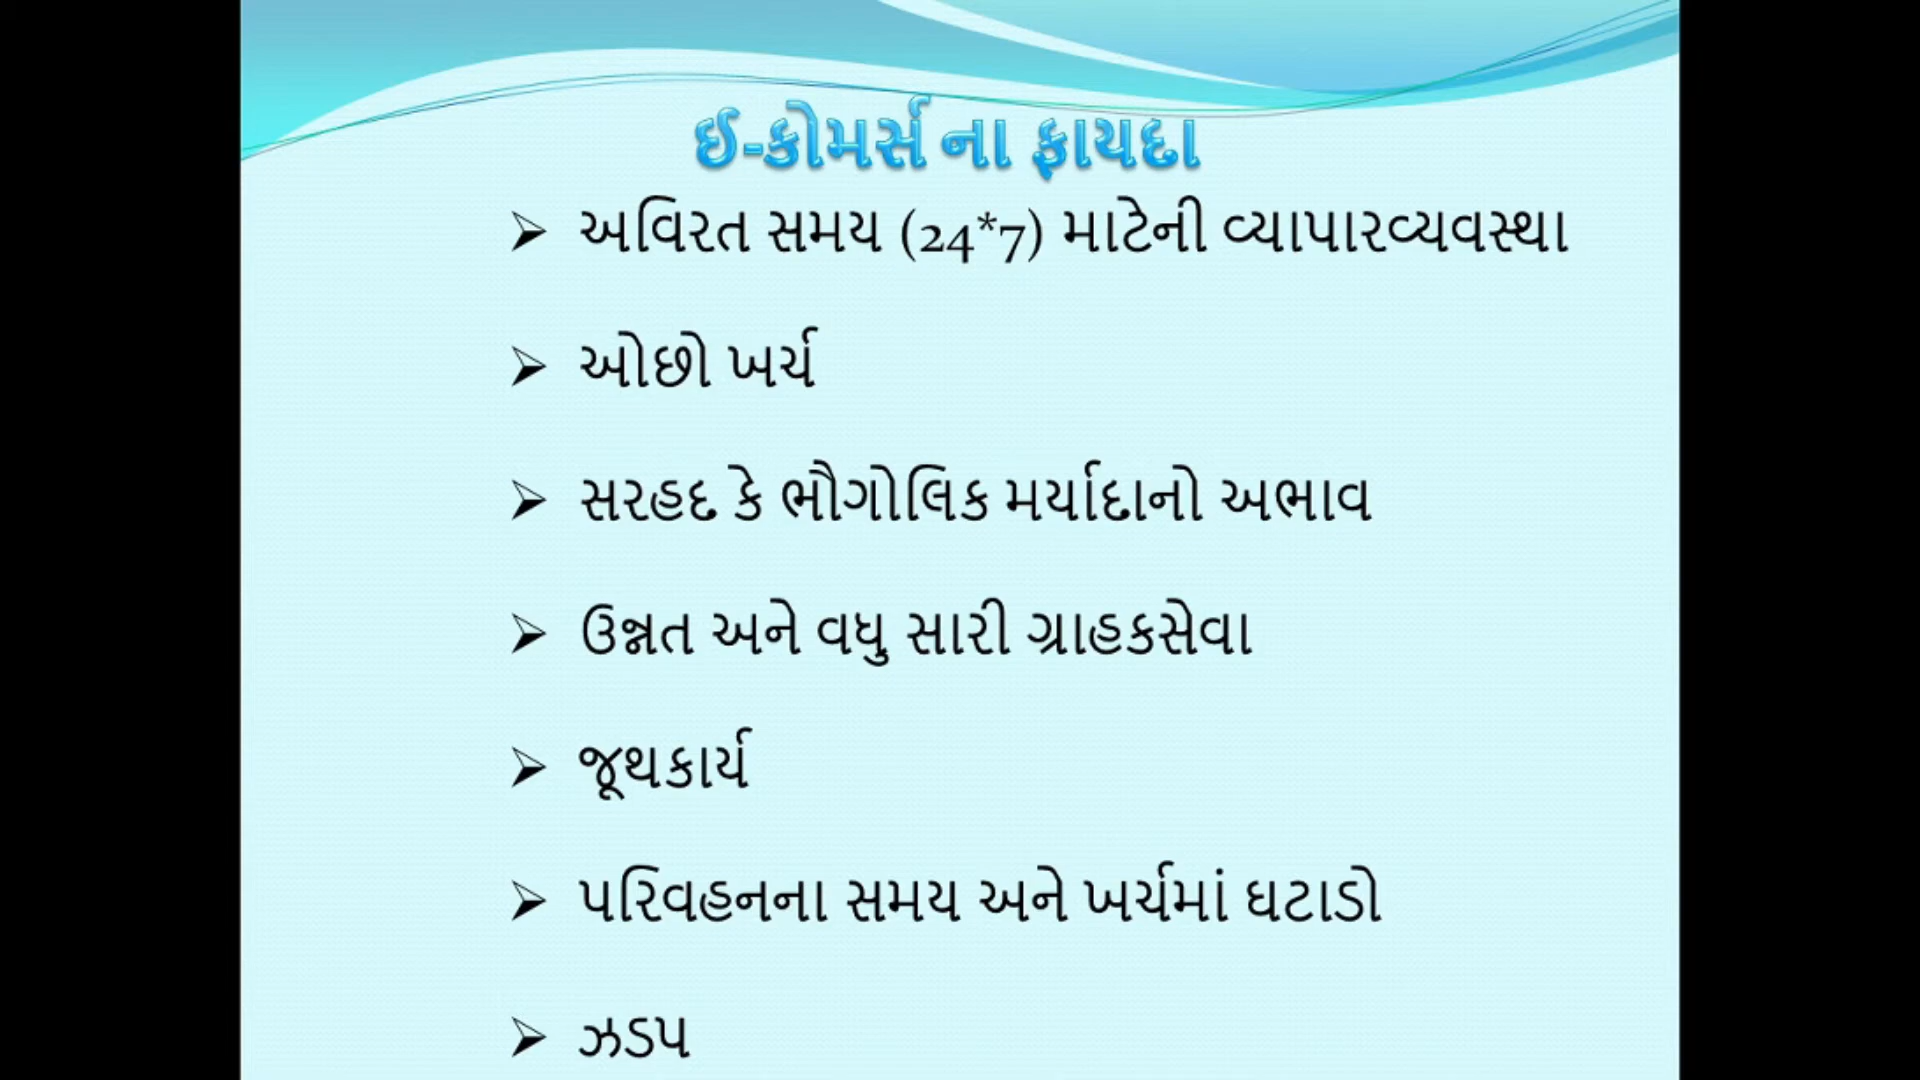 ઈ-કોમર્સ ના ફાયદા
➢ અવિરત સમય (24*7) માટેની વ્યાપારવ્યવસ્થા
➢ ઓછો ખર્ચ
➢ સરહદ કે ભૌગોલિક મર્યાદાનો અભાવ
➢ ઉન્નત અને વધુ સારી ગ્રાહકસેવા
➢ જૂથકાર્ય
➢ પરિવહનના સમય અને ખર્ચમાં ઘટાડો
➢ ઝડપ